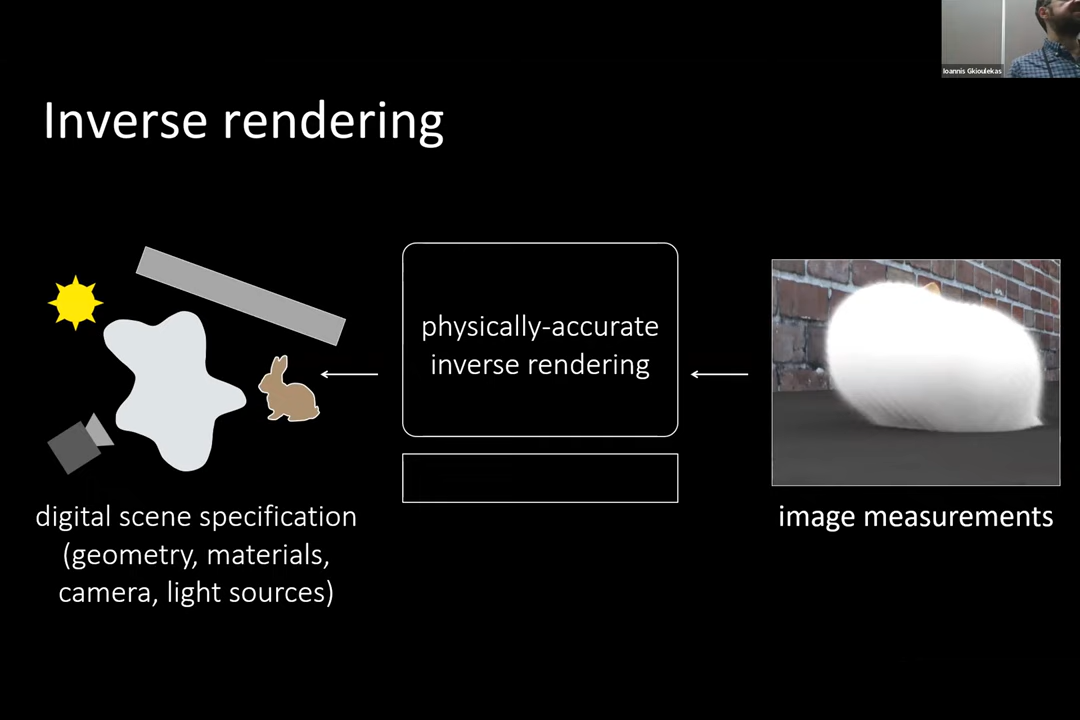 Ioannis Gkioulekas
Inverse rendering
physically-accurate
inverse rendering
digital scene specification
(geometry, materials,
camera, light sources)
image measurements